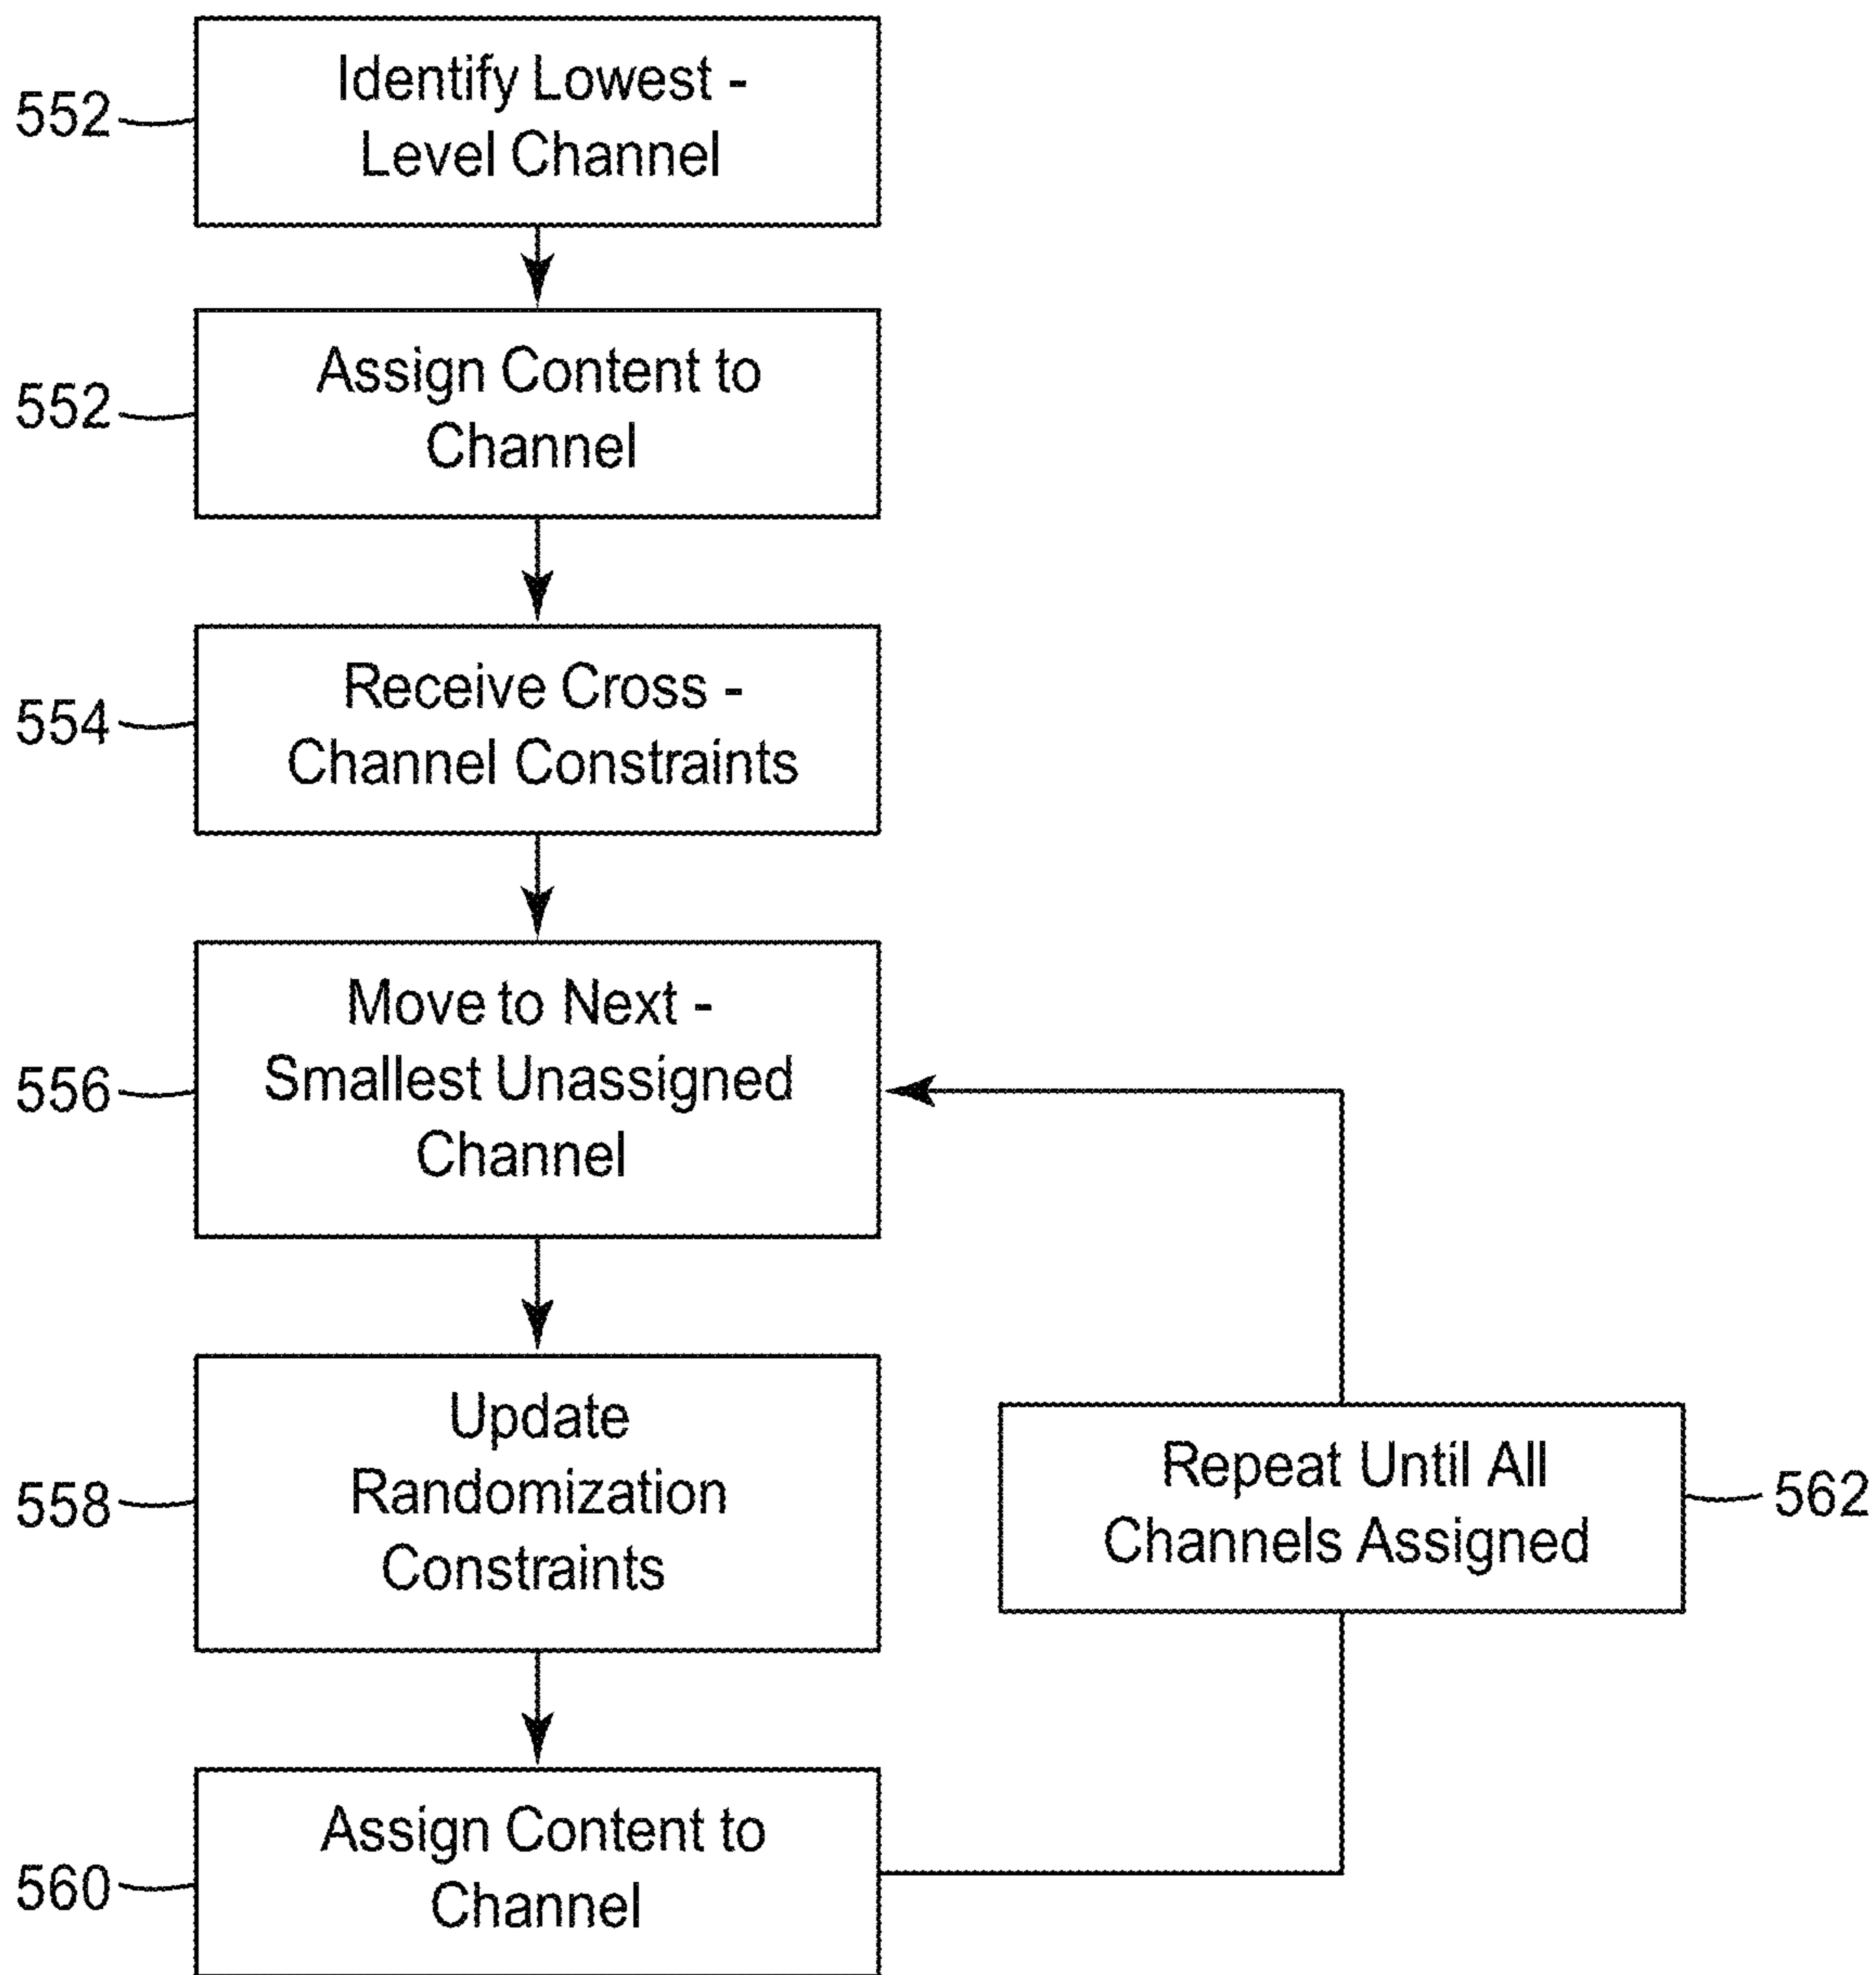 Identify Lowest -
Level Channel
552
Assign Content to
Channel
552
Receive Cross -
Channel Constraints
554
Move to Next -
Smallest Unassigned
Channel
556
Update
Randomization
Constraints
558
Repeat Until All
Channels Assigned
562
Assign Content to
Channel
560